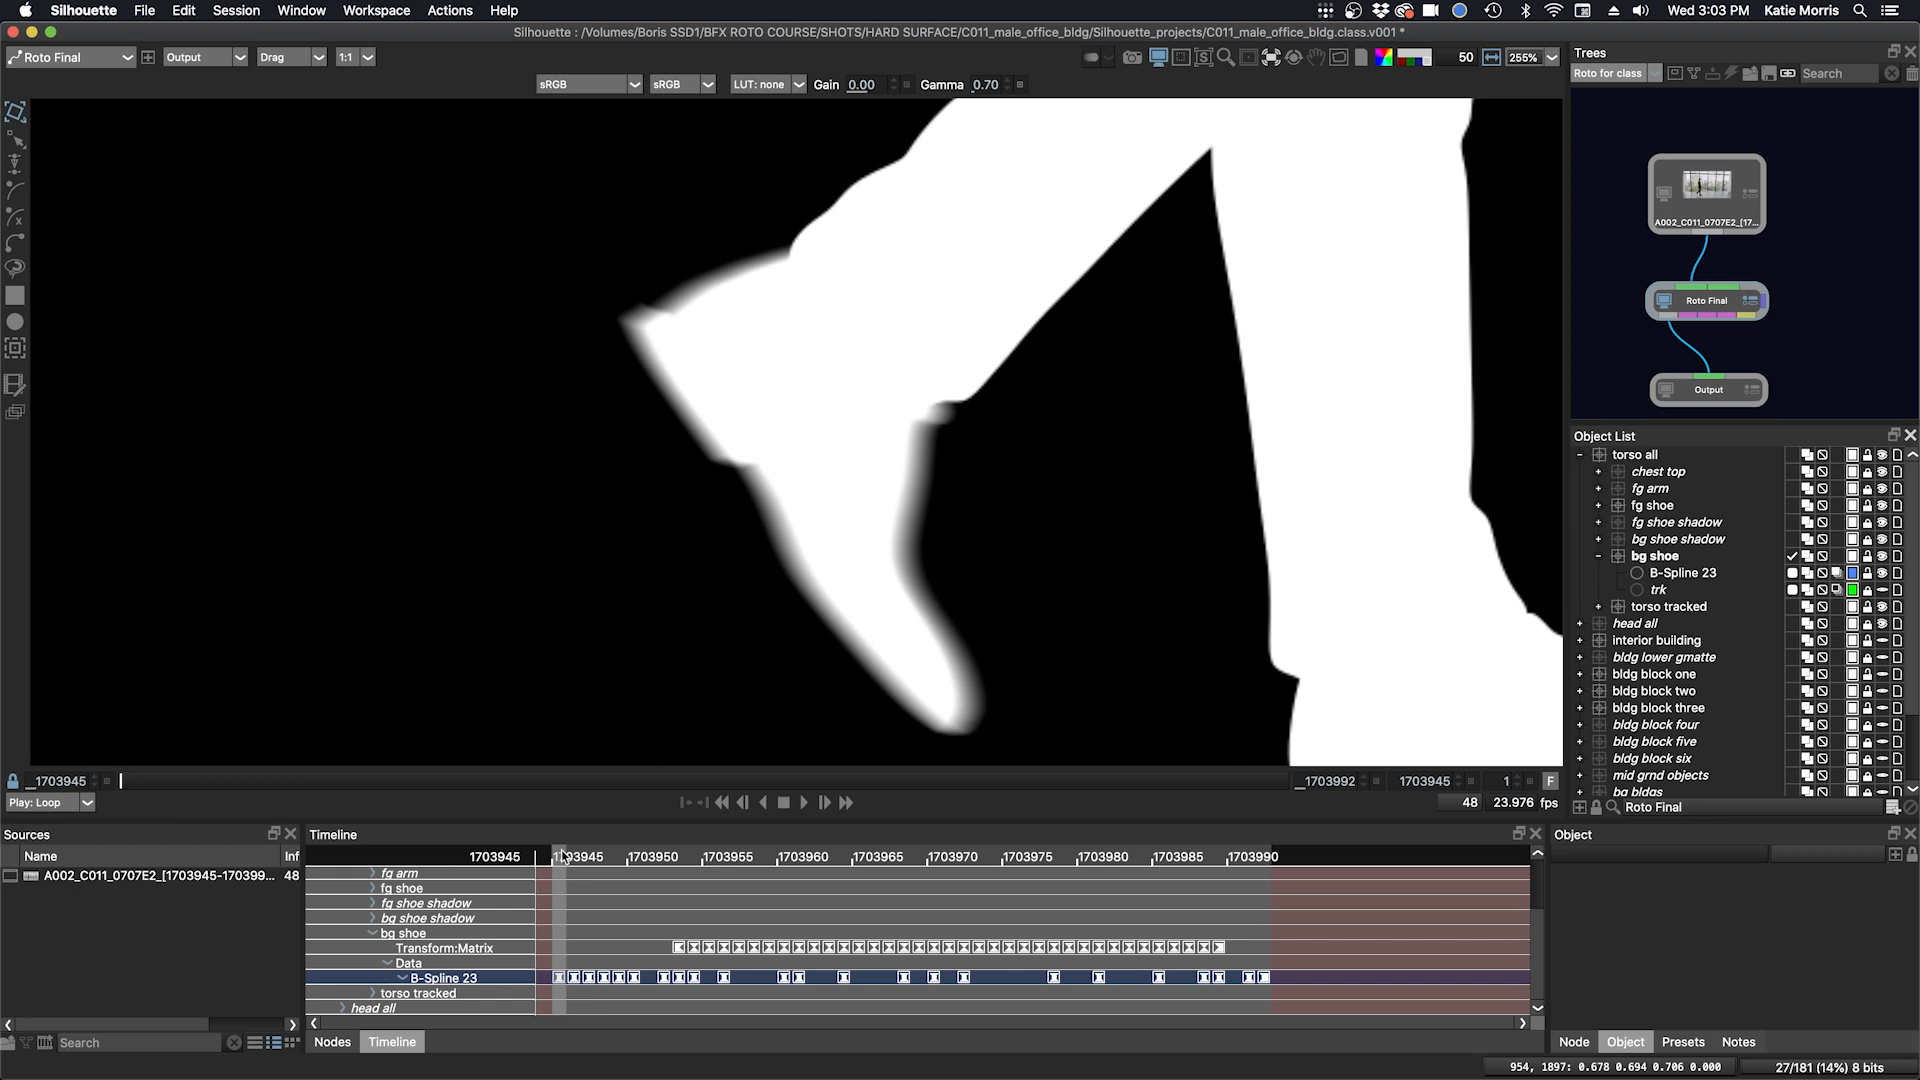 Silhouette File Edit Session Window Workspace Actions Help Wed 3:03 PM Katie Morris
Silhouette : /Volumes/Boris SSD1/BFX ROTO COURSE/SHOTS/HARD SURFACE/C011_male_office_bldg/Silhouette_projects/C011_male_office_bldg.class.v001 *
Roto Final Output Drag 1:1 50 255%
sRGB sRGB LUT: none Gain 0.00 Gamma 0.70
Trees
Roto for class Search
A002_C011_0707E2_[17...
Roto Final
Output
Object List
torso all
chest top
fg arm
fg shoe
fg shoe shadow
bg shoe shadow
bg shoe
B-Spline 23
trk
torso tracked
head all
interior building
bldg lower gmatte
bldg block one
bldg block two
bldg block three
bldg block four
bldg block five
bldg block six
mid grnd objects
bg bldgs
Roto Final
1703945 1703992 1703945 1 F
Play: Loop 48 23.976 fps
Sources
Name Inf
A002_C011_0707E2_[1703945-170399... 48
Search
Timeline
1703945 1703945 1703950 1703955 1703960 1703965 1703970 1703975 1703980 1703985 1703990
fg arm
fg shoe
fg shoe shadow
bg shoe shadow
bg shoe
Transform:Matrix
Data
B-Spline 23
torso tracked
head all
Nodes Timeline
Object
Node Object Presets Notes
954, 1897: 0.678 0.694 0.706 0.000 27/181 (14%) 8 bits